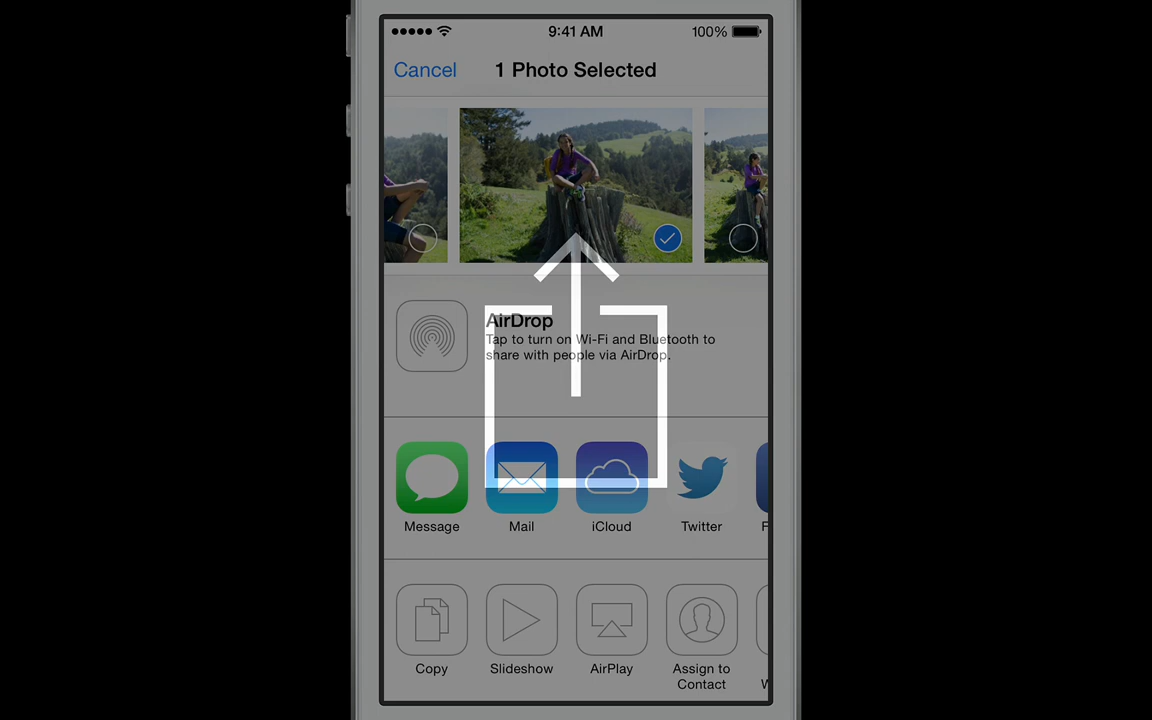 9:41 AM 100%
Cancel 1 Photo Selected
AirDrop
Tap to turn on Wi-Fi and Bluetooth to
share with people via AirDrop.
Message Mail iCloud Twitter F
Copy Slideshow AirPlay Assign to
Contact W